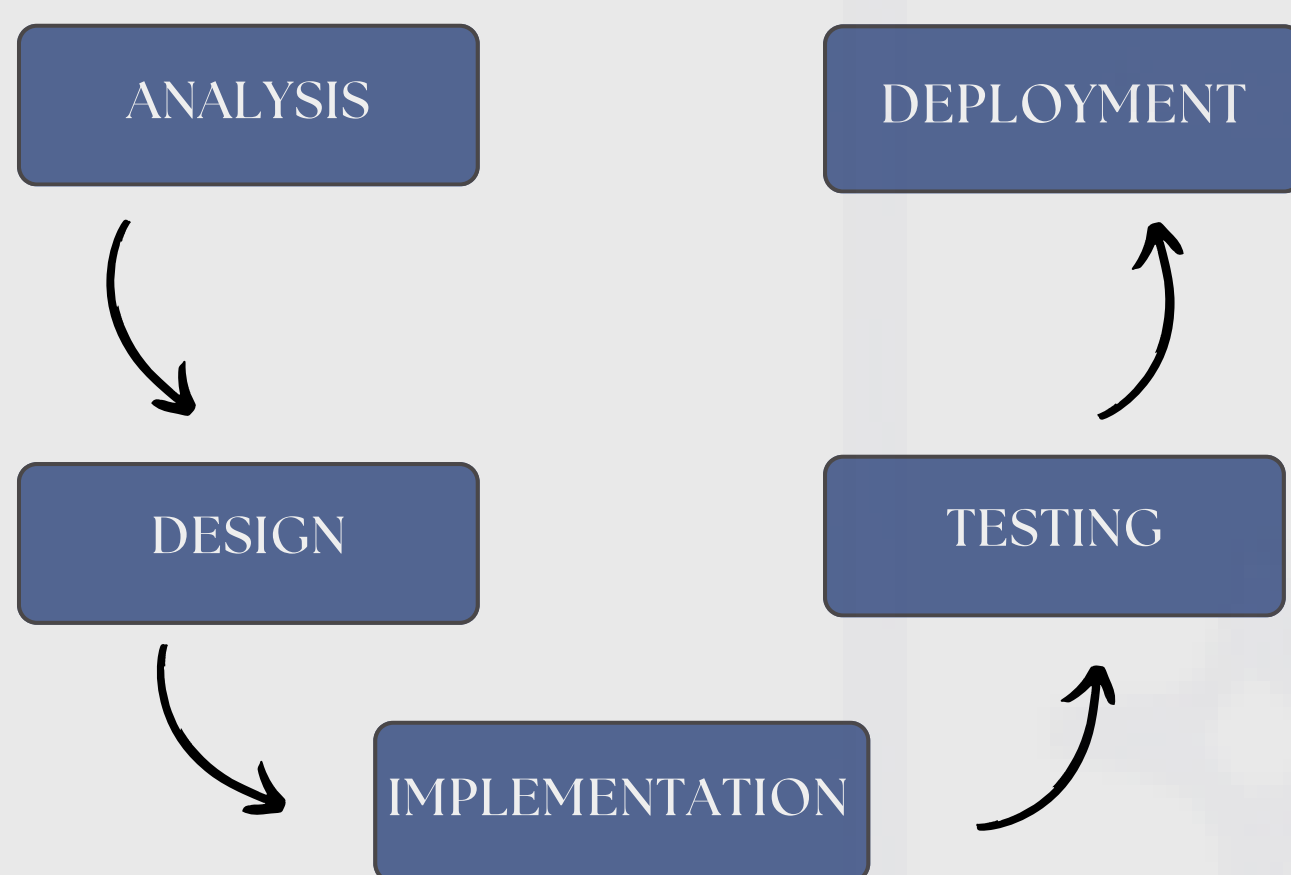 ANALYSIS
DESIGN
IMPLEMENTATION
TESTING
DEPLOYMENT